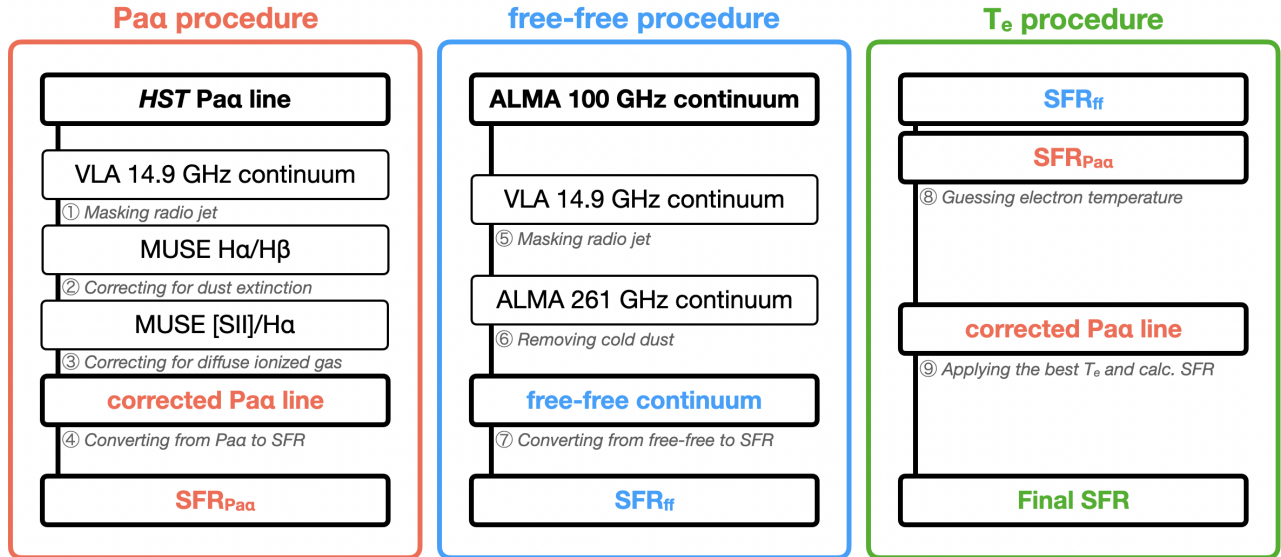 Paα procedure
HST Paα line
VLA 14.9 GHz continuum
① Masking radio jet
MUSE Hα/Hβ
② Correcting for dust extinction
MUSE [SII]/Hα
③ Correcting for diffuse ionized gas
corrected Paα line
④ Converting from Paα to SFR
SFRPaα
free-free procedure
ALMA 100 GHz continuum
VLA 14.9 GHz continuum
⑤ Masking radio jet
ALMA 261 GHz continuum
⑥ Removing cold dust
free-free continuum
⑦ Converting from free-free to SFR
SFRff
Te procedure
SFRff
SFRPaα
⑧ Guessing electron temperature
corrected Paα line
⑨ Applying the best Te and calc. SFR
Final SFR